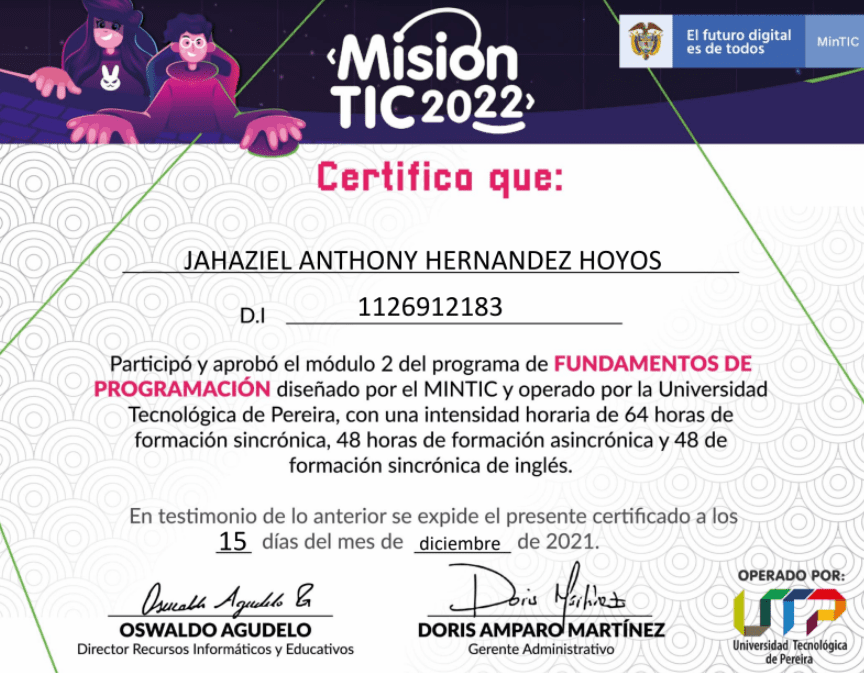 ‹Misión
TIC 2022›
El futuro digital
es de todos
MinTIC
Certifica que:
JAHAZIEL ANTHONY HERNANDEZ HOYOS
D.I 1126912183
Participó y aprobó el módulo 2 del programa de FUNDAMENTOS DE
PROGRAMACIÓN diseñado por el MINTIC y operado por la Universidad
Tecnológica de Pereira, con una intensidad horaria de 64 horas de
formación sincrónica, 48 horas de formación asincrónica y 48 de
formación sincrónica de inglés.
En testimonio de lo anterior se expide el presente certificado a los
15 días del mes de diciembre de 2021.
Oswaldo Agudelo
Doris Martínez
OSWALDO AGUDELO
Director Recursos Informáticos y Educativos
DORIS AMPARO MARTÍNEZ
Gerente Administrativo
OPERADO POR:
UTP
Universidad Tecnológica
de Pereira